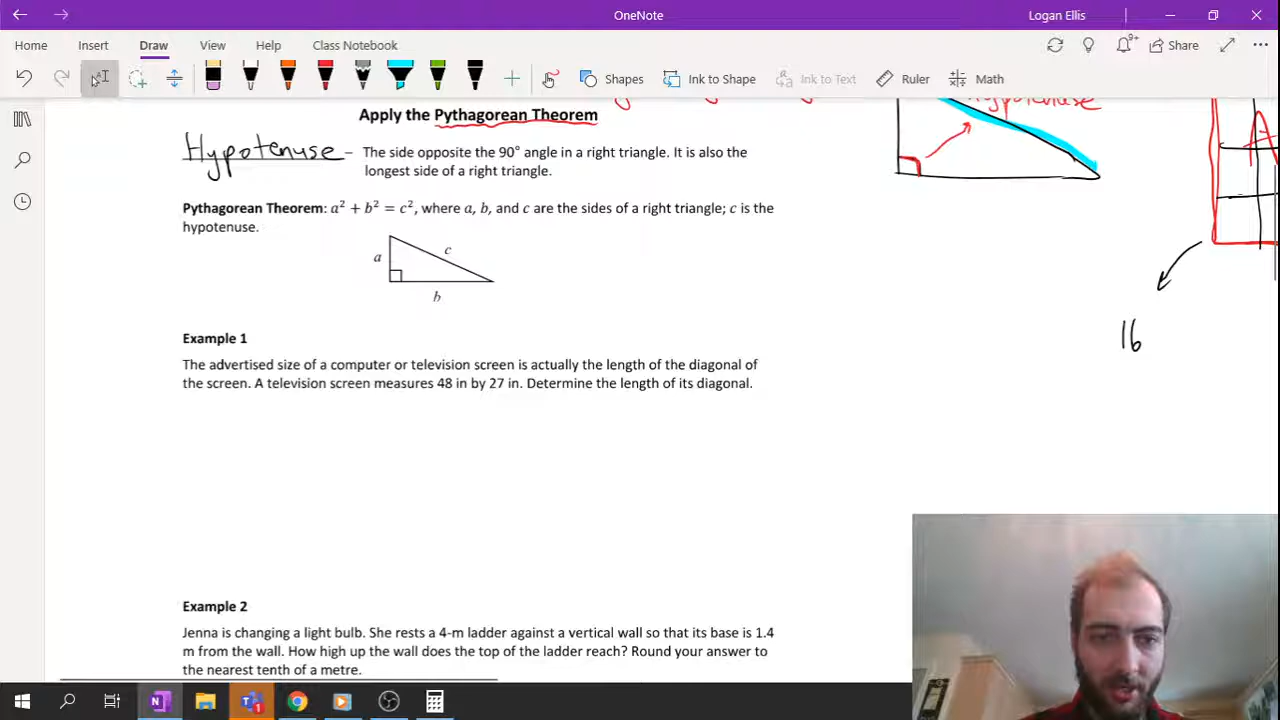 OneNote
Logan Ellis
Home Insert Draw View Help Class Notebook
Share
Shapes Ink to Shape Ink to Text Ruler Math
hypotenuse
Apply the Pythagorean Theorem
Hypotenuse – The side opposite the 90° angle in a right triangle. It is also the
longest side of a right triangle.
Pythagorean Theorem: a² + b² = c², where a, b, and c are the sides of a right triangle; c is the
hypotenuse.
a
c
b
A
16
Example 1
The advertised size of a computer or television screen is actually the length of the diagonal of
the screen. A television screen measures 48 in by 27 in. Determine the length of its diagonal.
Example 2
Jenna is changing a light bulb. She rests a 4-m ladder against a vertical wall so that its base is 1.4
m from the wall. How high up the wall does the top of the ladder reach? Round your answer to
the nearest tenth of a metre.